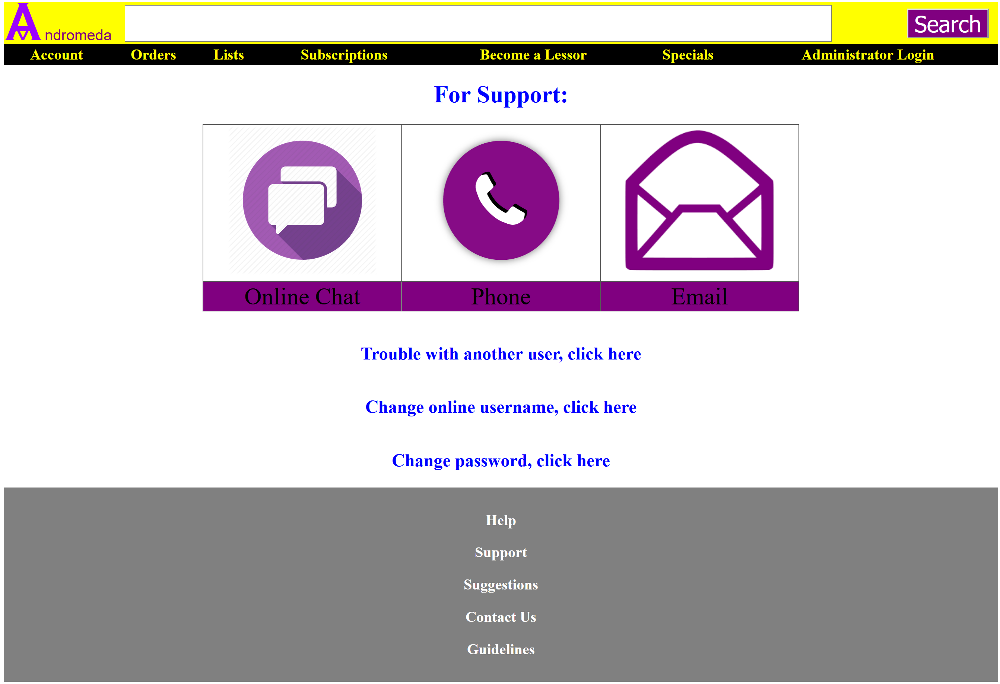 Andromeda
Search
Account Orders Lists Subscriptions Become a Lessor Specials Administrator Login
For Support:
Online Chat Phone Email
Trouble with another user, click here
Change online username, click here
Change password, click here
Help
Support
Suggestions
Contact Us
Guidelines